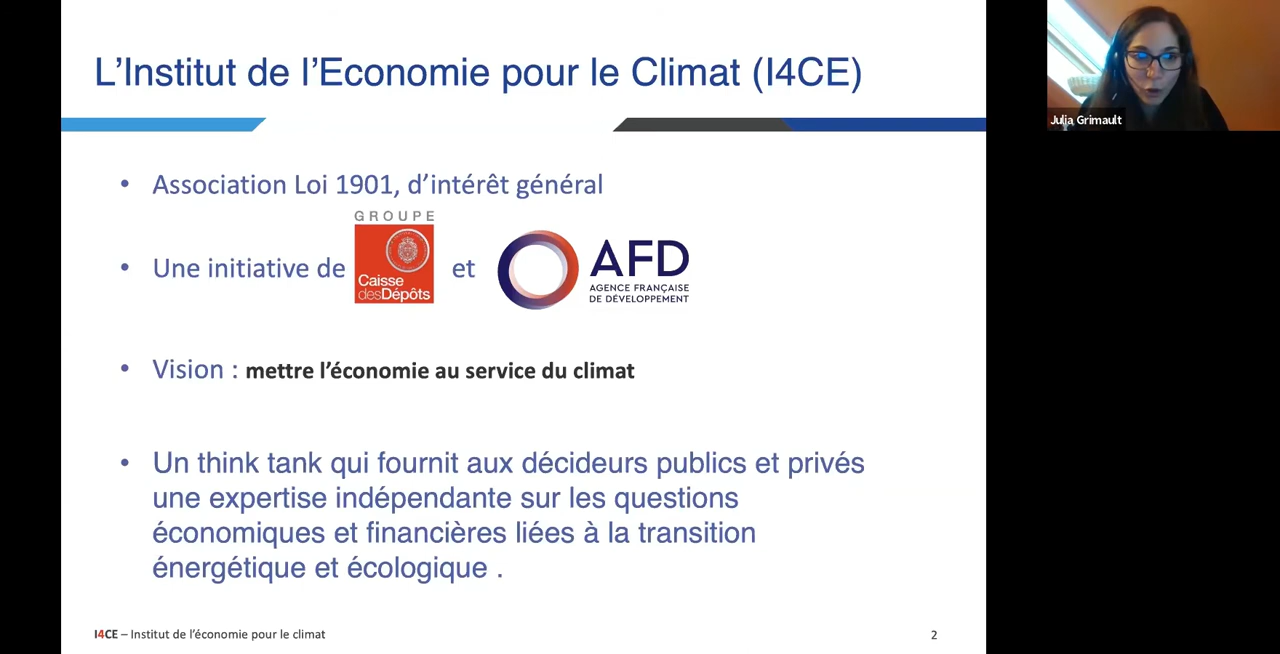 L’Institut de l’Economie pour le Climat (I4CE)
Julia Grimault
• Association Loi 1901, d’intérêt général
GROUPE
• Une initiative de
Caisse
desDépôts
et
AFD
AGENCE FRANÇAISE
DE DÉVELOPPEMENT
• Vision : mettre l’économie au service du climat
• Un think tank qui fournit aux décideurs publics et privés
une expertise indépendante sur les questions
économiques et financières liées à la transition
énergétique et écologique .
I4CE – Institut de l’économie pour le climat
2